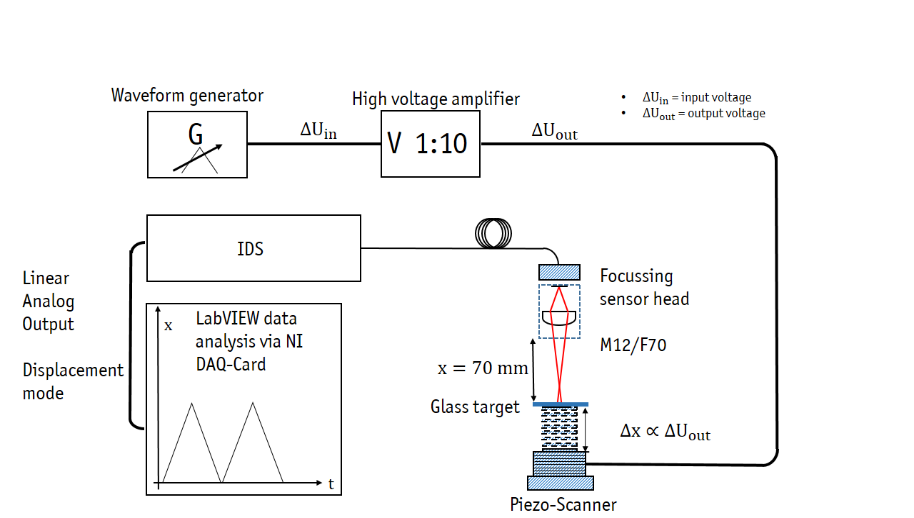 Waveform generator
High voltage amplifier
• ΔUin = input voltage
• ΔUout = output voltage
G
ΔUin
V 1:10
ΔUout
IDS
Linear
Analog
Output
Displacement
mode
x
LabVIEW data
analysis via NI
DAQ-Card
t
Focussing
sensor head
M12/F70
x = 70 mm
Glass target
Δx ∝ ΔUout
Piezo-Scanner